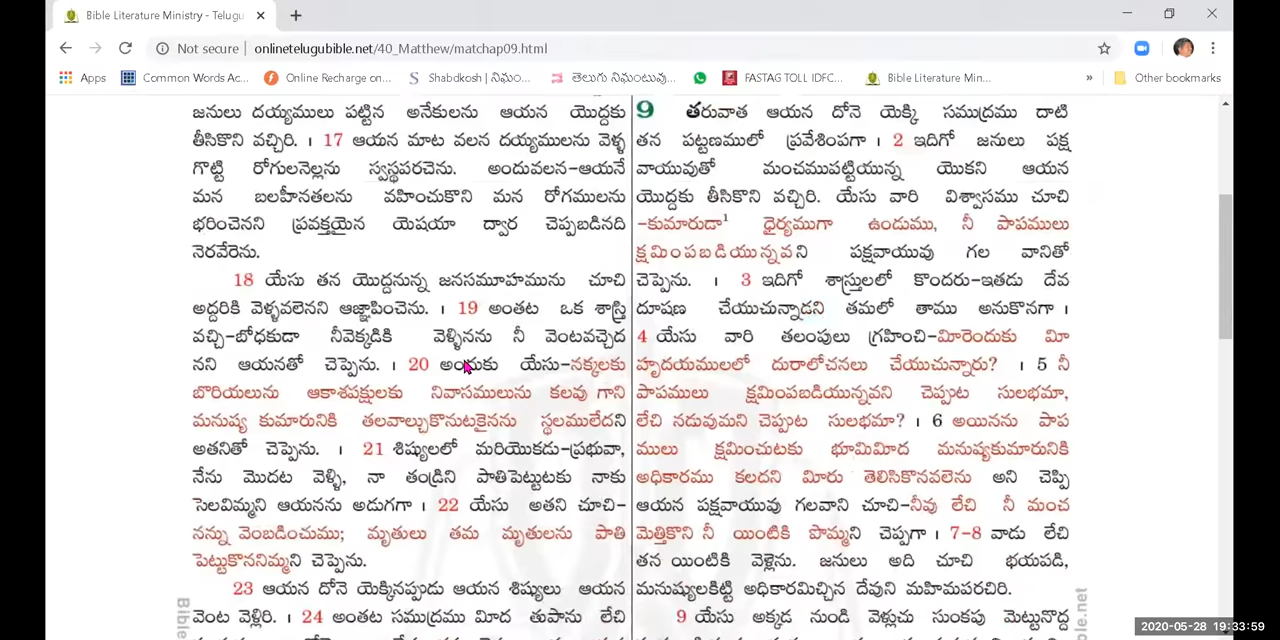 Bible Literature Ministry - Telugu
Not secure
onlinetelugubible.net/40_Matthew/matchap09.html
Apps
Common Words Ac...
Online Recharge on...
Shabdkosh | నిఘం...
తెలుగు నిఘంటువు...
FASTAG TOLL IDFC...
Bible Literature Min...
»
Other bookmarks
జనులు దయ్యములు పట్టిన అనేకులను ఆయన యొద్దకు
తీసికొని వచ్చిరి. । 17 ఆయన మాట వలన దయ్యములను వెళ్ళ
గొట్టి రోగులనెల్లను స్వస్థపరచెను. అందువలన-ఆయనే
మన బలహీనతలను వహించుకొని మన రోగములను
భరించెనని ప్రవక్తయైన యెషయా ద్వార చెప్పబడినది
నెరవేరెను.
18 యేసు తన యొద్దనున్న జనసమూహమును చూచి
అద్దరికి వెళ్ళవలెనని ఆజ్ఞాపించెను. । 19 అంతట ఒక శాస్త్రి
వచ్చి-బోధకుడా నీవెక్కడికి వెళ్ళినను నీ వెంటవచ్చెద
నని ఆయనతో చెప్పెను. । 20 అందుకు యేసు-నక్కలకు
బొరియలును ఆకాశపక్షులకు నివాసములును కలవు గాని
మనుష్య కుమారునికి తలవాల్చుకొనుటకైనను స్థలములేదని
అతనితో చెప్పెను. । 21 శిష్యులలో మరియొకడు-ప్రభువా,
నేను మొదట వెళ్ళి, నా తండ్రిని పాతిపెట్టుటకు నాకు
సెలవిమ్మని ఆయనను అడుగగా । 22 యేసు అతని చూచి-
నన్ను వెంబడించుము; మృతులు తమ మృతులను పాతి
పెట్టుకొననిమ్మని చెప్పెను.
23 ఆయన దోనె యెక్కినప్పుడు ఆయన శిష్యులు ఆయన
వెంట వెళ్లిరి. । 24 అంతట సముద్రము మీద తుపాను లేచి
9 తరువాత ఆయన దోనె యెక్కి సముద్రము దాటి
తన పట్టణములో ప్రవేశింపగా । 2 ఇదిగో జనులు పక్ష
వాయువుతో మంచముపట్టియున్న యొకని ఆయన
యొద్దకు తీసికొని వచ్చిరి. యేసు వారి విశ్వాసము చూచి
-కుమారుడా1 ధైర్యముగా ఉండుము, నీ పాపములు
క్షమింపబడియున్నవని పక్షవాయువు గల వానితో
చెప్పెను. । 3 ఇదిగో శాస్త్రులలో కొందరు-ఇతడు దేవ
దూషణ చేయుచున్నాడని తమలో తాము అనుకొనగా ।
4 యేసు వారి తలంపులు గ్రహించి-మీరెందుకు మీ
హృదయములలో దురాలోచనలు చేయుచున్నారు? । 5 నీ
పాపములు క్షమింపబడియున్నవని చెప్పుట సులభమా,
లేచి నడువుమని చెప్పుట సులభమా? । 6 అయినను పాప
ములు క్షమించుటకు భూమిమీద మనుష్యకుమారునికి
అధికారము కలదని మీరు తెలిసికొనవలెను అని చెప్పి
ఆయన పక్షవాయువు గలవాని చూచి-నీవు లేచి నీ మంచ
మెత్తికొని నీ యింటికి పొమ్మని చెప్పగా । 7-8 వాడు లేచి
తన యింటికి వెళ్లెను. జనులు అది చూచి భయపడి,
మనుష్యులకిట్టి అధికారమిచ్చిన దేవుని మహిమపరచిరి.
9 యేసు అక్కడ నుండి వెళ్లుచు సుంకపు మెట్టునొద్ద
Bible
ble.net
2020-05-28 19:33:59